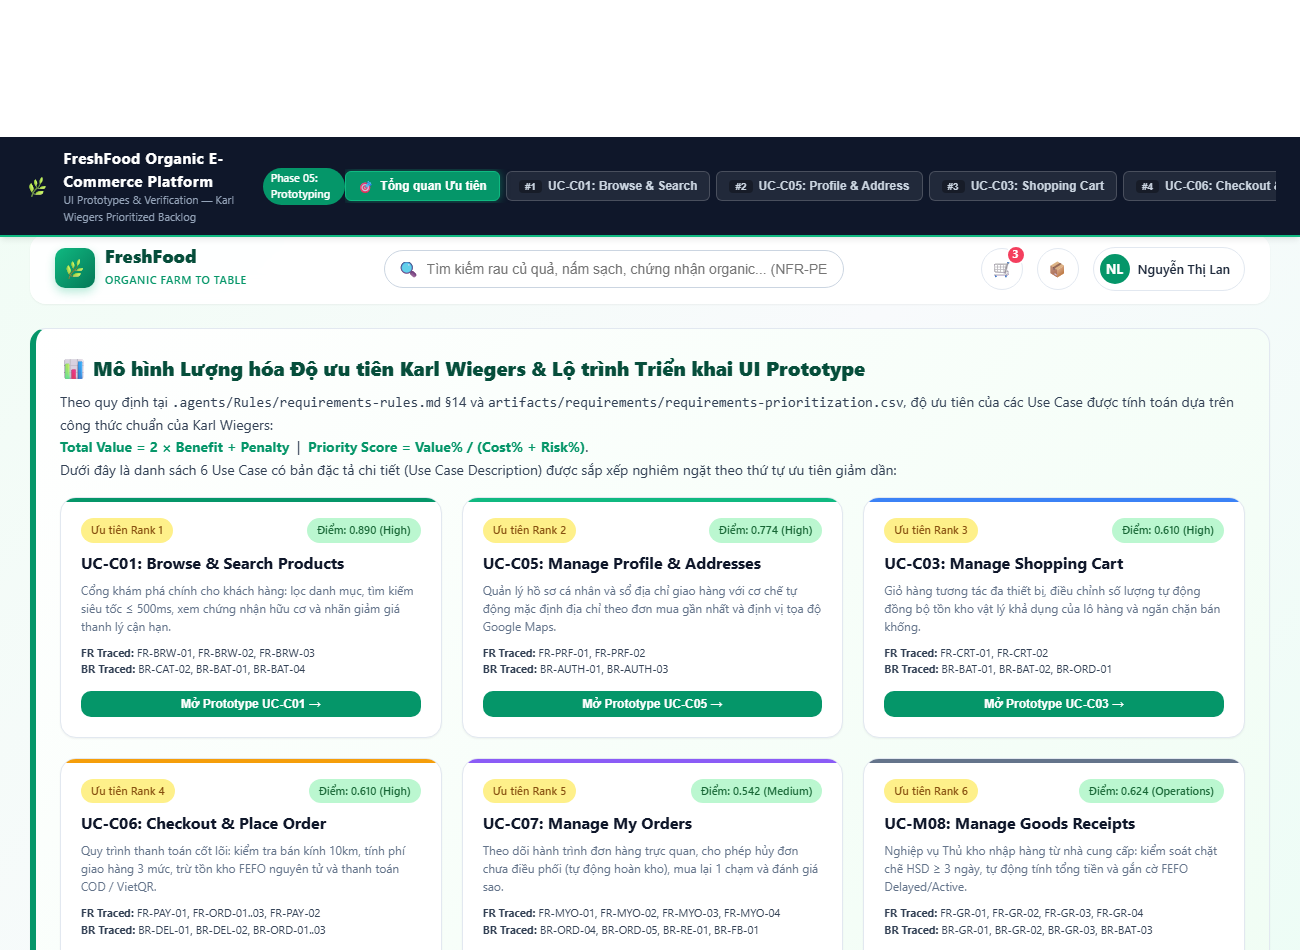 FreshFood Organic E-
Commerce Platform
UI Prototypes & Verification — Karl
Wiegers Prioritized Backlog
Phase 05:
Prototyping
Tổng quan Ưu tiên
#1 UC-C01: Browse & Search
#2 UC-C05: Profile & Address
#3 UC-C03: Shopping Cart
#4 UC-C06: Checkout &
FreshFood
ORGANIC FARM TO TABLE
Tìm kiếm rau củ quả, nấm sạch, chứng nhận organic... (NFR-PE
3
NL Nguyễn Thị Lan
Mô hình Lượng hóa Độ ưu tiên Karl Wiegers & Lộ trình Triển khai UI Prototype
Theo quy định tại .agents/Rules/requirements-rules.md §14 và artifacts/requirements/requirements-prioritization.csv, độ ưu tiên của các Use Case được tính toán dựa trên
công thức chuẩn của Karl Wiegers:
Total Value = 2 × Benefit + Penalty | Priority Score = Value% / (Cost% + Risk%).
Dưới đây là danh sách 6 Use Case có bản đặc tả chi tiết (Use Case Description) được sắp xếp nghiêm ngặt theo thứ tự ưu tiên giảm dần:
Ưu tiên Rank 1
Điểm: 0.890 (High)
UC-C01: Browse & Search Products
Cổng khám phá chính cho khách hàng: lọc danh mục, tìm kiếm
siêu tốc ≤ 500ms, xem chứng nhận hữu cơ và nhãn giảm giá
thanh lý cận hạn.
FR Traced: FR-BRW-01, FR-BRW-02, FR-BRW-03
BR Traced: BR-CAT-02, BR-BAT-01, BR-BAT-04
Mở Prototype UC-C01 →
Ưu tiên Rank 2
Điểm: 0.774 (High)
UC-C05: Manage Profile & Addresses
Quản lý hồ sơ cá nhân và sổ địa chỉ giao hàng với cơ chế tự
động mặc định địa chỉ theo đơn mua gần nhất và định vị tọa độ
Google Maps.
FR Traced: FR-PRF-01, FR-PRF-02
BR Traced: BR-AUTH-01, BR-AUTH-03
Mở Prototype UC-C05 →
Ưu tiên Rank 3
Điểm: 0.610 (High)
UC-C03: Manage Shopping Cart
Giỏ hàng tương tác đa thiết bị, điều chỉnh số lượng tự động
đồng bộ tồn kho vật lý khả dụng của lô hàng và ngăn chặn bán
khống.
FR Traced: FR-CRT-01, FR-CRT-02
BR Traced: BR-BAT-01, BR-BAT-02, BR-ORD-01
Mở Prototype UC-C03 →
Ưu tiên Rank 4
Điểm: 0.610 (High)
UC-C06: Checkout & Place Order
Quy trình thanh toán cốt lõi: kiểm tra bán kính 10km, tính phí
giao hàng 3 mức, trừ tồn kho FEFO nguyên tử và thanh toán
COD / VietQR.
FR Traced: FR-PAY-01, FR-ORD-01..03, FR-PAY-02
BR Traced: BR-DEL-01, BR-DEL-02, BR-ORD-01..03
Ưu tiên Rank 5
Điểm: 0.542 (Medium)
UC-C07: Manage My Orders
Theo dõi hành trình đơn hàng trực quan, cho phép hủy đơn
chưa điều phối (tự động hoàn kho), mua lại 1 chạm và đánh giá
sao.
FR Traced: FR-MYO-01, FR-MYO-02, FR-MYO-03, FR-MYO-04
BR Traced: BR-ORD-04, BR-ORD-05, BR-RE-01, BR-FB-01
Ưu tiên Rank 6
Điểm: 0.624 (Operations)
UC-M08: Manage Goods Receipts
Nghiệp vụ Thủ kho nhập hàng từ nhà cung cấp: kiểm soát chặt
chẽ HSD ≥ 3 ngày, tự động tính tổng tiền và gắn cờ FEFO
Delayed/Active.
FR Traced: FR-GR-01, FR-GR-02, FR-GR-03, FR-GR-04
BR Traced: BR-GR-01, BR-GR-02, BR-GR-03, BR-BAT-03